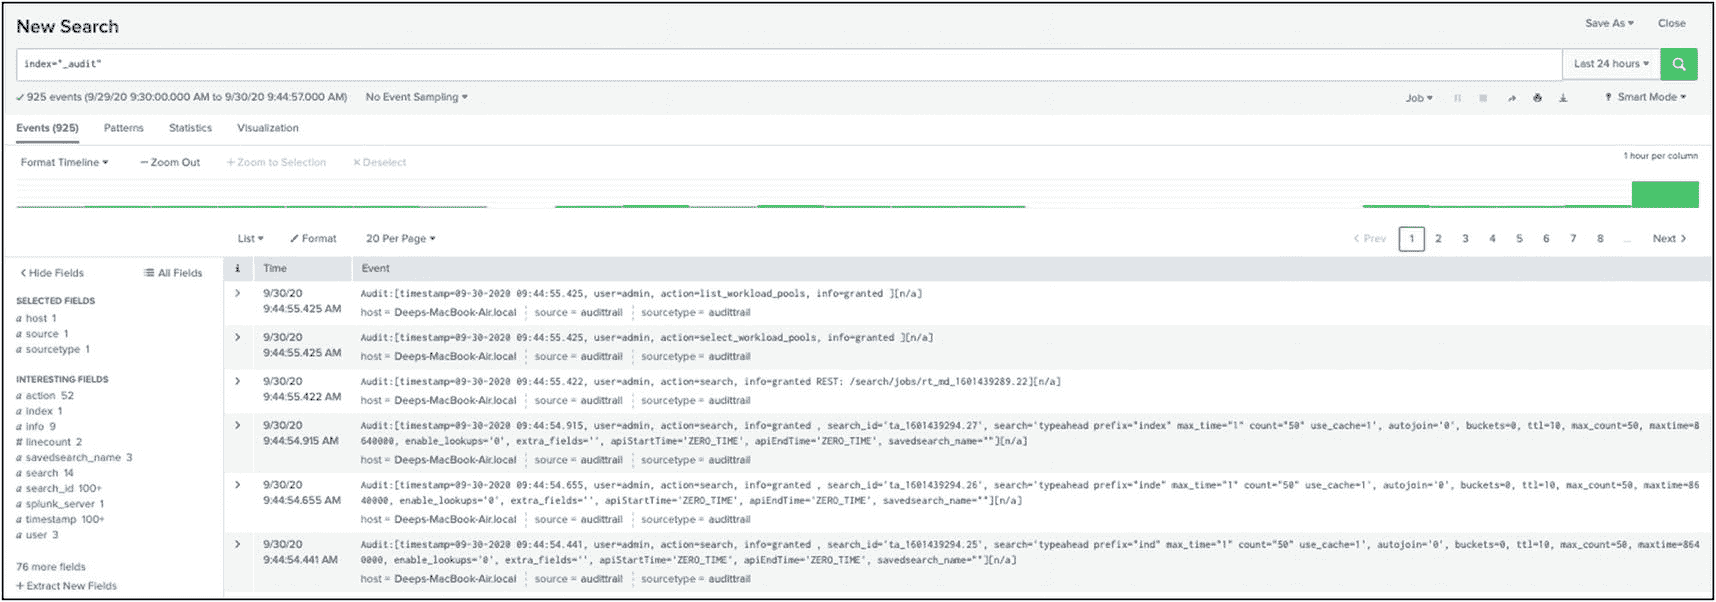 New Search
Save As
Close
index="_audit"
Last 24 hours
925 events (9/29/20 9:30:00.000 AM to 9/30/20 9:44:57.000 AM)
No Event Sampling
Job
Smart Mode
Events (925)
Patterns
Statistics
Visualization
Format Timeline
− Zoom Out
+ Zoom to Selection
× Deselect
1 hour per column
List
Format
20 Per Page
< Prev
1
2
3
4
5
6
7
8
...
Next >
< Hide Fields
All Fields
i
Time
Event
SELECTED FIELDS
a host 1
a source 1
a sourcetype 1
INTERESTING FIELDS
a action 52
a index 1
a info 9
# linecount 2
a savedsearch_name 3
a search 14
a search_id 100+
a splunk_server 1
a timestamp 100+
a user 3
76 more fields
+ Extract New Fields
9/30/20
9:44:55.425 AM
Audit:[timestamp=09-30-2020 09:44:55.425, user=admin, action=list_workload_pools, info=granted ][n/a]
host = Deeps-MacBook-Air.local source = audittrail sourcetype = audittrail
9/30/20
9:44:55.425 AM
Audit:[timestamp=09-30-2020 09:44:55.425, user=admin, action=select_workload_pools, info=granted ][n/a]
host = Deeps-MacBook-Air.local source = audittrail sourcetype = audittrail
9/30/20
9:44:55.422 AM
Audit:[timestamp=09-30-2020 09:44:55.422, user=admin, action=search, info=granted REST: /search/jobs/rt_md_1601439289.22][n/a]
host = Deeps-MacBook-Air.local source = audittrail sourcetype = audittrail
9/30/20
9:44:54.915 AM
Audit:[timestamp=09-30-2020 09:44:54.915, user=admin, action=search, info=granted , search_id='ta_1601439294.27', search='typeahead prefix="index" max_time="1" count="50" use_cache=1', autojoin='0', buckets=0, ttl=10, max_count=50, maxtime=8
640000, enable_lookups='0', extra_fields='', apiStartTime='ZERO_TIME', apiEndTime='ZERO_TIME', savedsearch_name=""][n/a]
host = Deeps-MacBook-Air.local source = audittrail sourcetype = audittrail
9/30/20
9:44:54.655 AM
Audit:[timestamp=09-30-2020 09:44:54.655, user=admin, action=search, info=granted , search_id='ta_1601439294.26', search='typeahead prefix="inde" max_time="1" count="50" use_cache=1', autojoin='0', buckets=0, ttl=10, max_count=50, maxtime=86
40000, enable_lookups='0', extra_fields='', apiStartTime='ZERO_TIME', apiEndTime='ZERO_TIME', savedsearch_name=""][n/a]
host = Deeps-MacBook-Air.local source = audittrail sourcetype = audittrail
9/30/20
9:44:54.441 AM
Audit:[timestamp=09-30-2020 09:44:54.441, user=admin, action=search, info=granted , search_id='ta_1601439294.25', search='typeahead prefix="ind" max_time="1" count="50" use_cache=1', autojoin='0', buckets=0, ttl=10, max_count=50, maxtime=864
0000, enable_lookups='0', extra_fields='', apiStartTime='ZERO_TIME', apiEndTime='ZERO_TIME', savedsearch_name=""][n/a]
host = Deeps-MacBook-Air.local source = audittrail sourcetype = audittrail